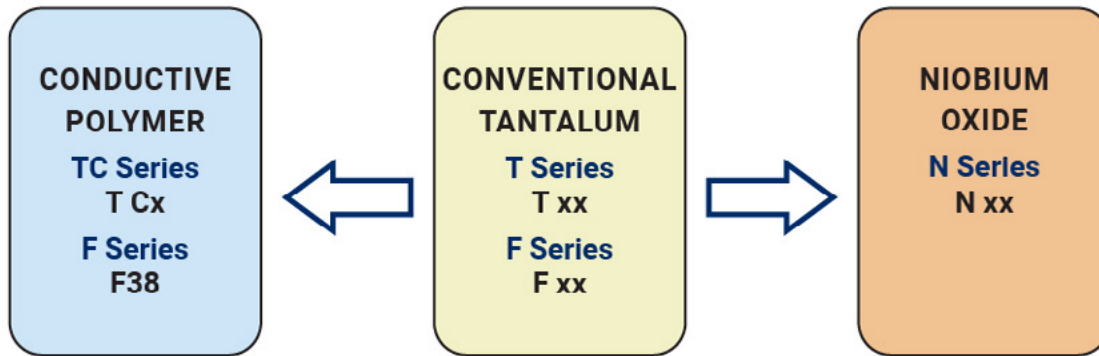 CONDUCTIVE
POLYMER
TC Series
T Cx
F Series
F38
CONVENTIONAL
TANTALUM
T Series
T xx
F Series
F xx
NIOBIUM
OXIDE
N Series
N xx